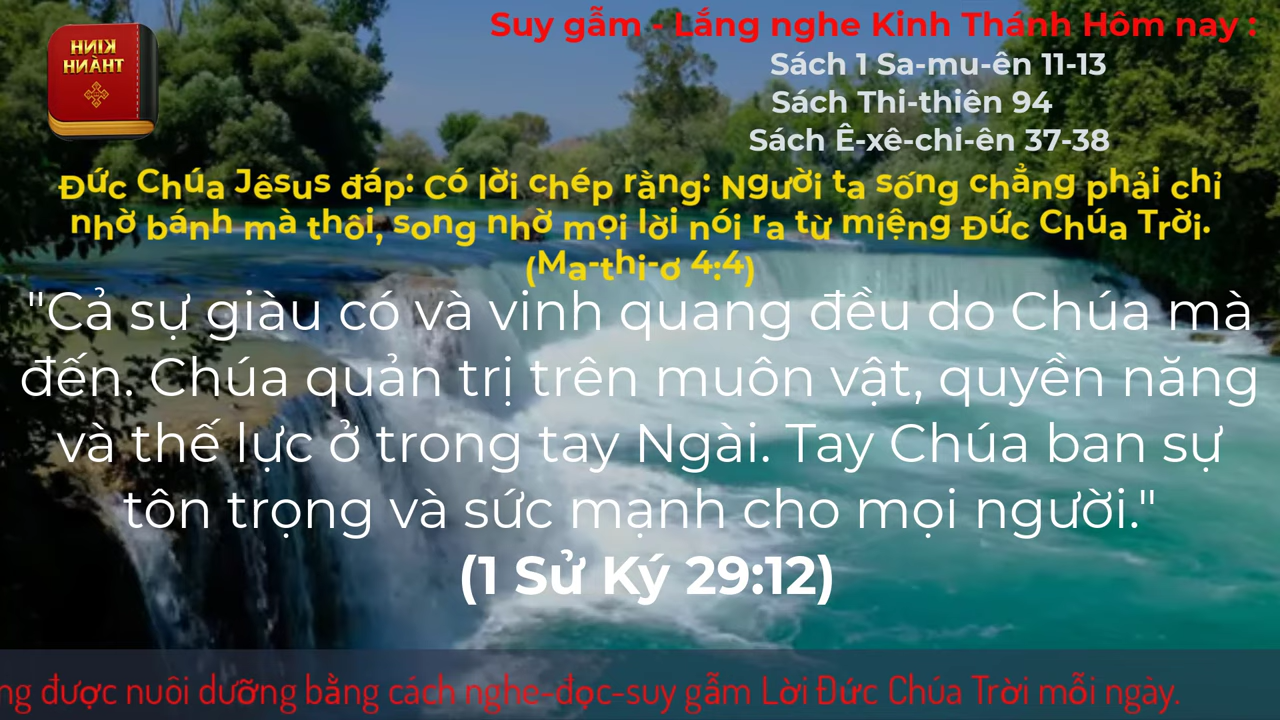 KINH
THÁNH
Suy gẫm - Lắng nghe Kinh Thánh Hôm nay :
Sách 1 Sa-mu-ên 11-13
Sách Thi-thiên 94
Sách Ê-xê-chi-ên 37-38
Đức Chúa Jêsus đáp: Có lời chép rằng: Người ta sống chẳng phải chỉ
nhờ bánh mà thôi, song nhờ mọi lời nói ra từ miệng Đức Chúa Trời.
(Ma-thi-ơ 4:4)
"Cả sự giàu có và vinh quang đều do Chúa mà
đến. Chúa quản trị trên muôn vật, quyền năng
và thế lực ở trong tay Ngài. Tay Chúa ban sự
tôn trọng và sức mạnh cho mọi người."
(1 Sử Ký 29:12)
ng được nuôi dưỡng bằng cách nghe-đọc-suy gẫm Lời Đức Chúa Trời mỗi ngày.